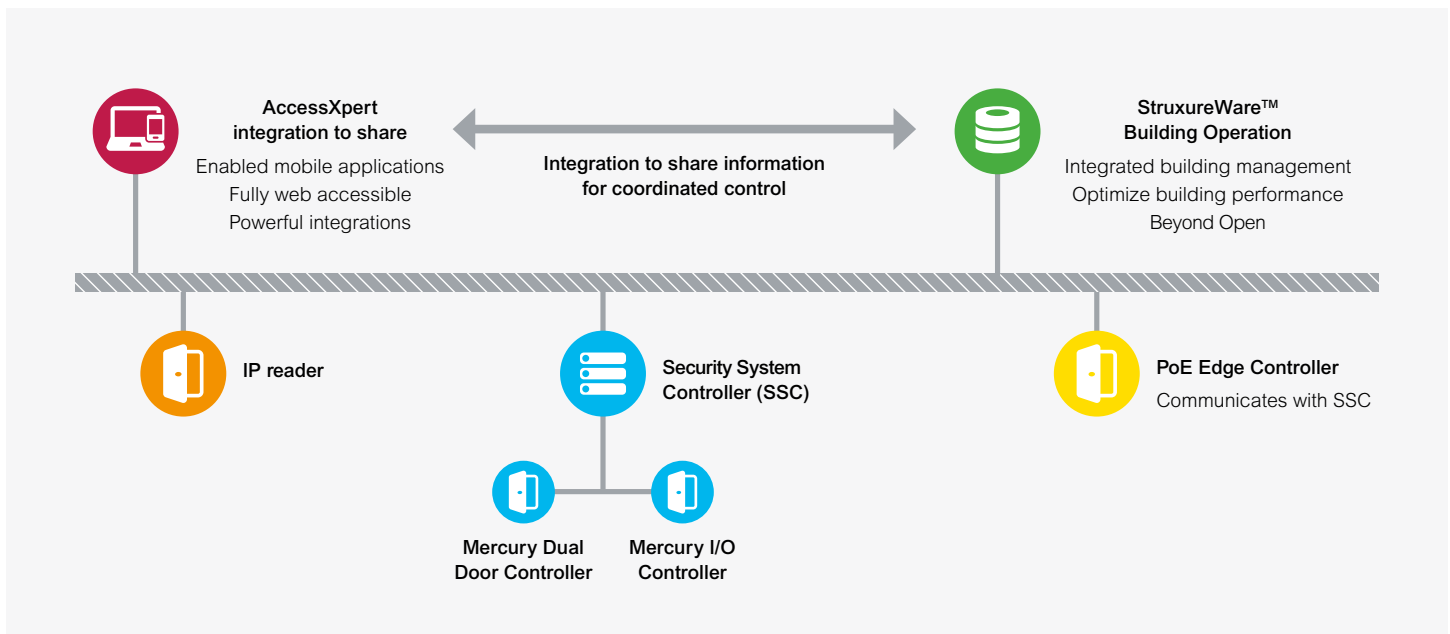 AccessXpert
integration to share
Enabled mobile applications
Fully web accessible
Powerful integrations
Integration to share information
for coordinated control
StruxureWare™
Building Operation
Integrated building management
Optimize building performance
Beyond Open
IP reader
Security System
Controller (SSC)
PoE Edge Controller
Communicates with SSC
Mercury Dual
Door Controller
Mercury I/O
Controller